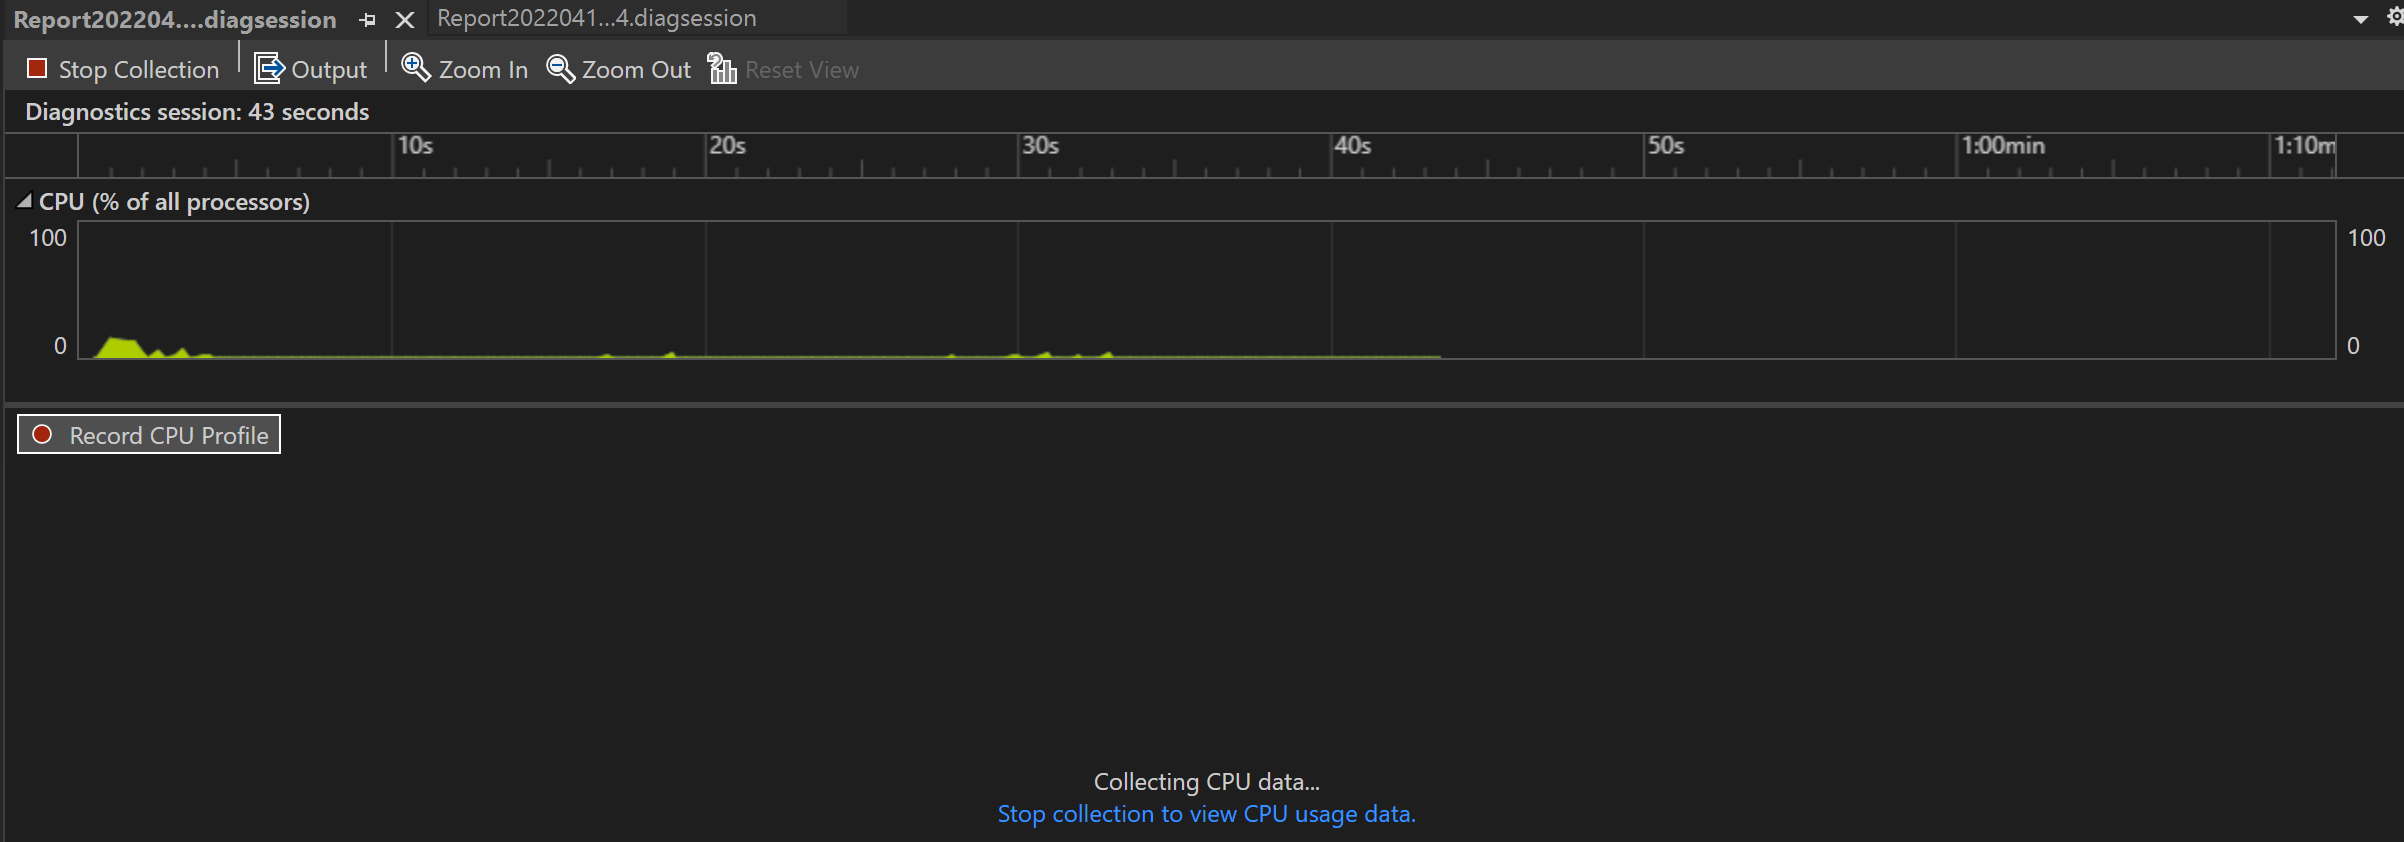 Report202204....diagsession
Report2022041...4.diagsession
Stop Collection
Output
Zoom In
Zoom Out
Reset View
Diagnostics session: 43 seconds
10s 20s 30s 40s 50s 1:00min 1:10m
CPU (% of all processors)
100 100
0 0
Record CPU Profile
Collecting CPU data...
Stop collection to view CPU usage data.